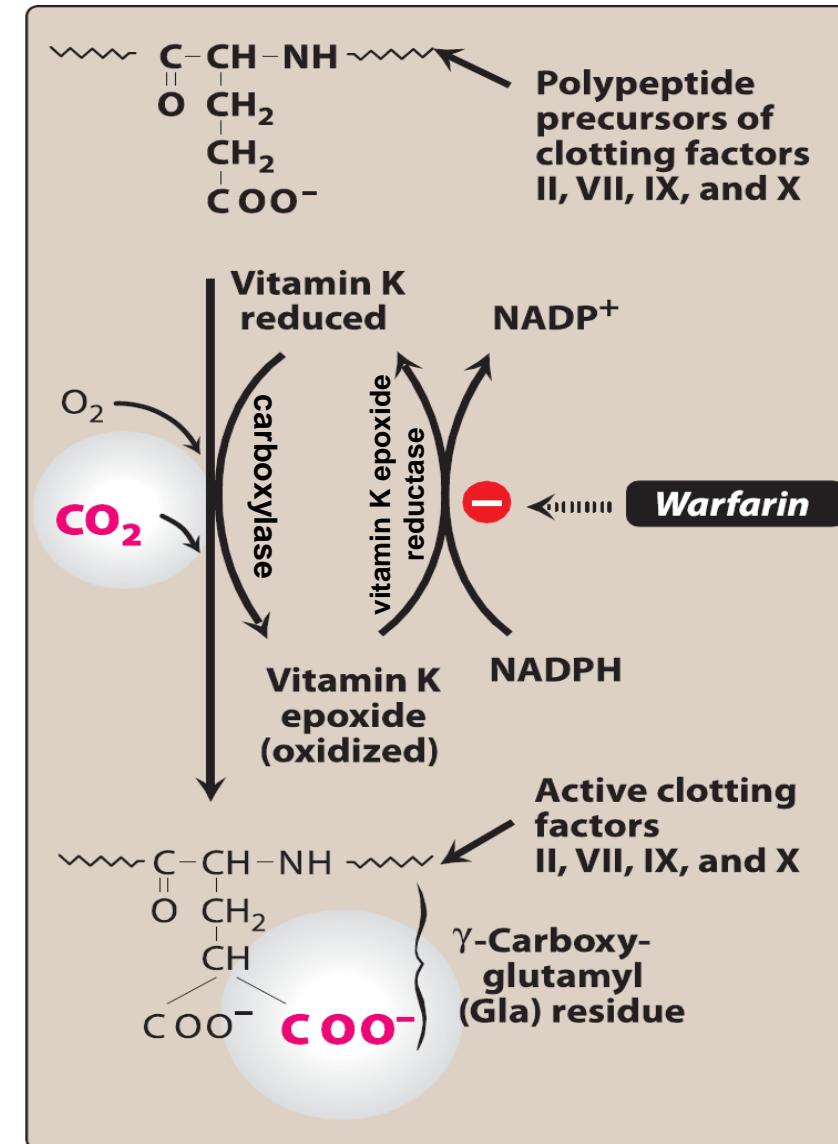 C–CH–NH
O CH₂
CH₂
COO⁻
Polypeptide
precursors of
clotting factors
II, VII, IX, and X
Vitamin K
reduced
NADP⁺
O₂
CO₂
carboxylase
vitamin K epoxide
reductase
Warfarin
Vitamin K
epoxide
(oxidized)
NADPH
Active clotting
factors
II, VII, IX, and X
C–CH–NH
O CH₂
CH
COO⁻ COO⁻
γ-Carboxy-
glutamyl
(Gla) residue